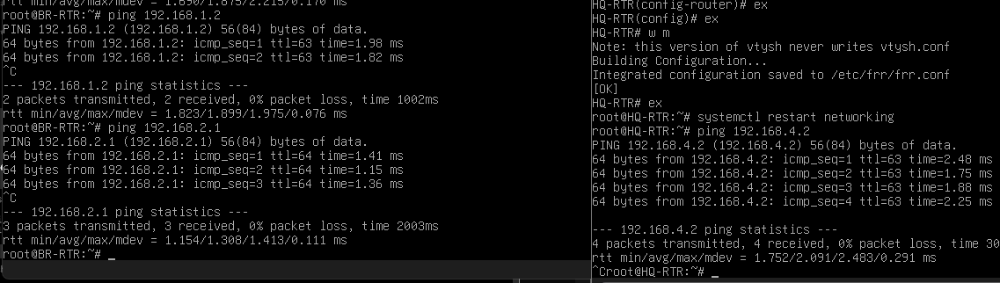 rtt min/avg/max/mdev = 1.690/1.875/2.215/0.170 ms
root@BR-RTR:~# ping 192.168.1.2
PING 192.168.1.2 (192.168.1.2) 56(84) bytes of data.
64 bytes from 192.168.1.2: icmp_seq=1 ttl=63 time=1.98 ms
64 bytes from 192.168.1.2: icmp_seq=2 ttl=63 time=1.82 ms
^C
--- 192.168.1.2 ping statistics ---
2 packets transmitted, 2 received, 0% packet loss, time 1002ms
rtt min/avg/max/mdev = 1.823/1.899/1.975/0.076 ms
root@BR-RTR:~# ping 192.168.2.1
PING 192.168.2.1 (192.168.2.1) 56(84) bytes of data.
64 bytes from 192.168.2.1: icmp_seq=1 ttl=64 time=1.41 ms
64 bytes from 192.168.2.1: icmp_seq=2 ttl=64 time=1.15 ms
64 bytes from 192.168.2.1: icmp_seq=3 ttl=64 time=1.36 ms
^C
--- 192.168.2.1 ping statistics ---
3 packets transmitted, 3 received, 0% packet loss, time 2003ms
rtt min/avg/max/mdev = 1.154/1.308/1.413/0.111 ms
root@BR-RTR:~# _
HQ-RTR(config-router)# ex
HQ-RTR(config)# ex
HQ-RTR# w m
Note: this version of vtysh never writes vtysh.conf
Building Configuration...
Integrated configuration saved to /etc/frr/frr.conf
[OK]
HQ-RTR# ex
root@HQ-RTR:~# systemctl restart networking
root@HQ-RTR:~# ping 192.168.4.2
PING 192.168.4.2 (192.168.4.2) 56(84) bytes of data.
64 bytes from 192.168.4.2: icmp_seq=1 ttl=63 time=2.48 ms
64 bytes from 192.168.4.2: icmp_seq=2 ttl=63 time=1.75 ms
64 bytes from 192.168.4.2: icmp_seq=3 ttl=63 time=1.88 ms
64 bytes from 192.168.4.2: icmp_seq=4 ttl=63 time=2.25 ms
--- 192.168.4.2 ping statistics ---
4 packets transmitted, 4 received, 0% packet loss, time 30
rtt min/avg/max/mdev = 1.752/2.091/2.483/0.291 ms
^Croot@HQ-RTR:~# _